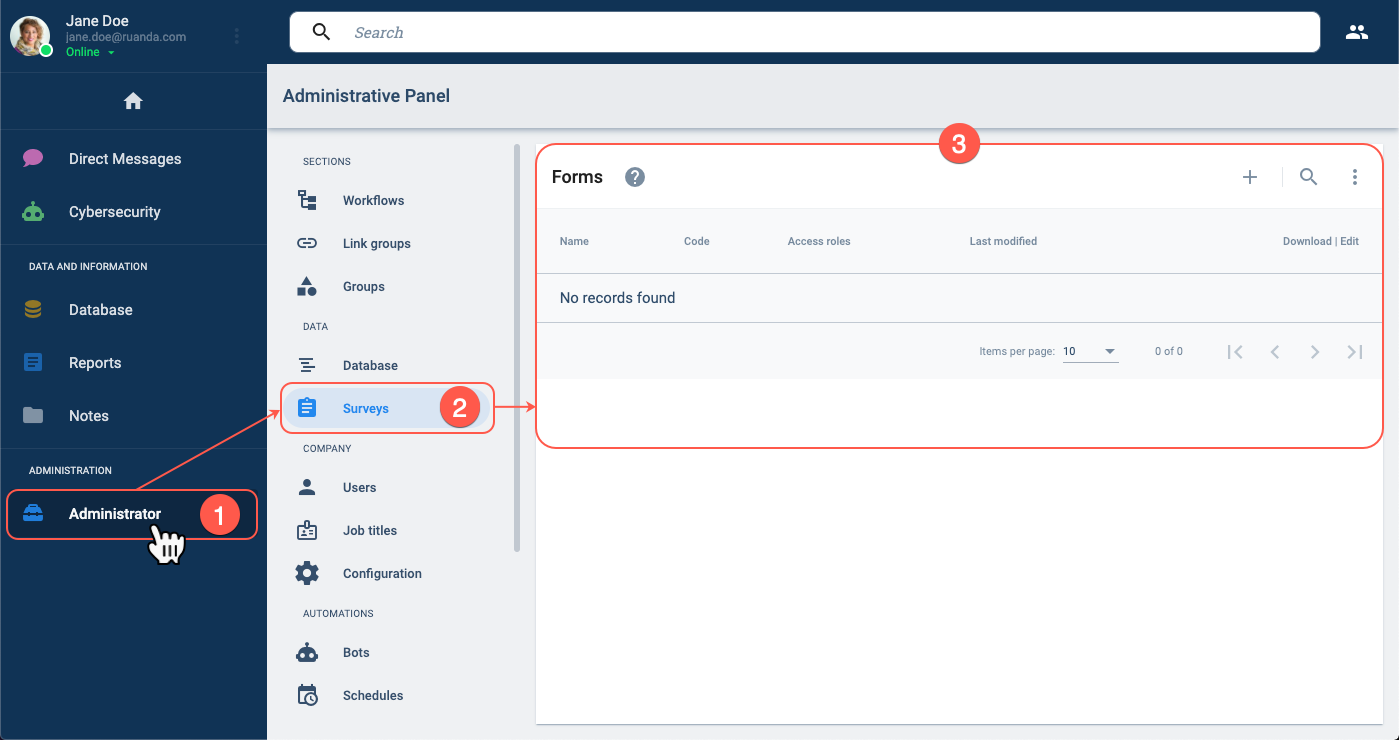 Jane Doe
jane.doe@ruanda.com
Online
Search
Administrative Panel
Direct Messages
Cybersecurity
DATA AND INFORMATION
Database
Reports
Notes
ADMINISTRATION
Administrator
1
SECTIONS
Workflows
Link groups
Groups
DATA
Database
Surveys
2
COMPANY
Users
Job titles
Configuration
AUTOMATIONS
Bots
Schedules
3
Forms ?
Name Code Access roles Last modified Download | Edit
No records found
Items per page: 10 0 of 0